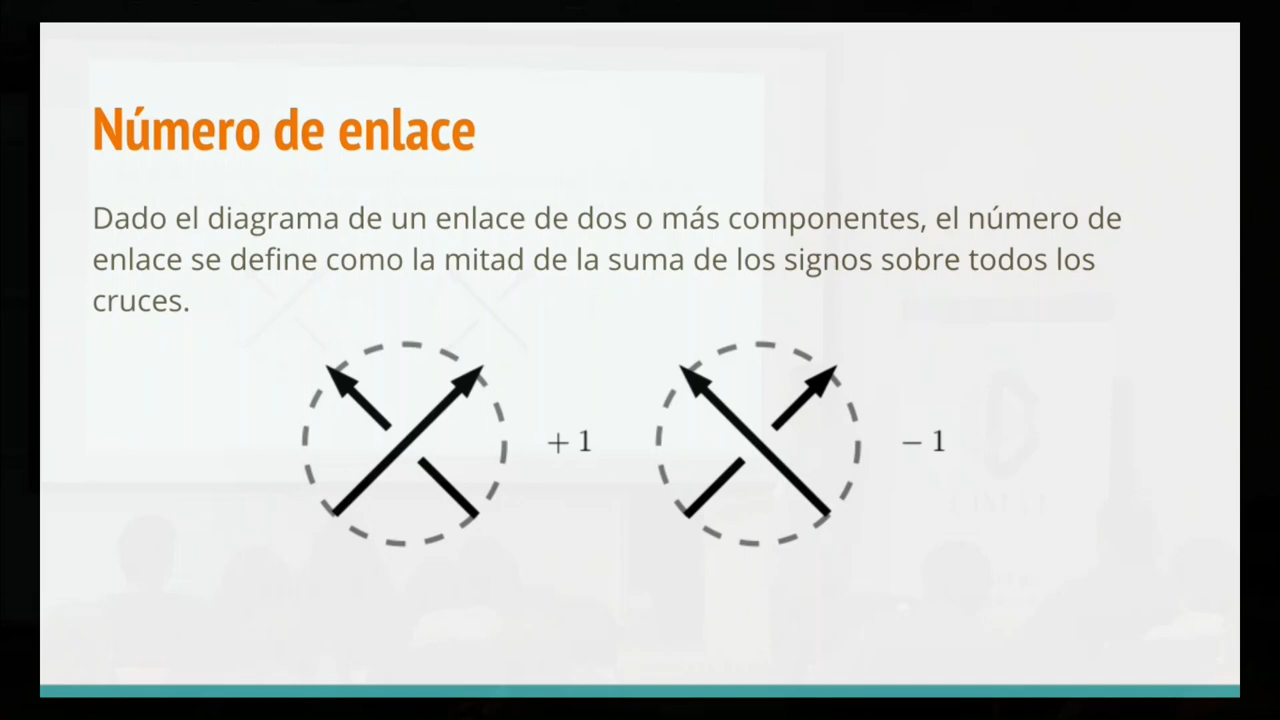 Número de enlace
Dado el diagrama de un enlace de dos o más componentes, el número de
enlace se define como la mitad de la suma de los signos sobre todos los
cruces.
+ 1
− 1